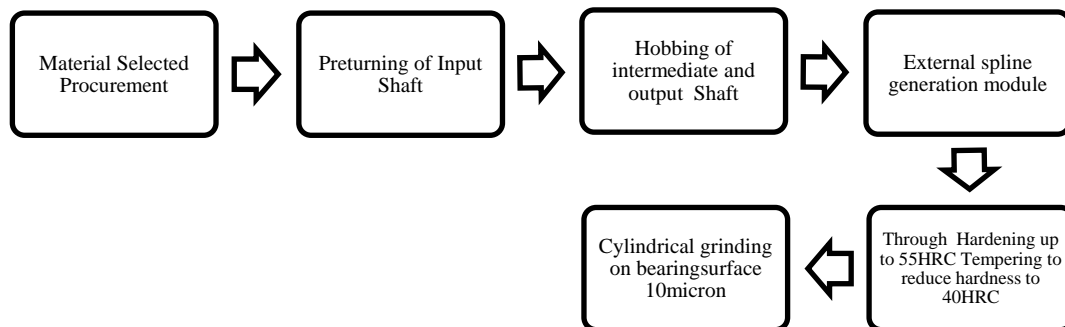 Material Selected
Procurement
Preturning of Input
Shaft
Hobbing of
intermediate and
output Shaft
External spline
generation module
Through Hardening up
to 55HRC Tempering to
reduce hardness to
40HRC
Cylindrical grinding
on bearingsurface
10micron